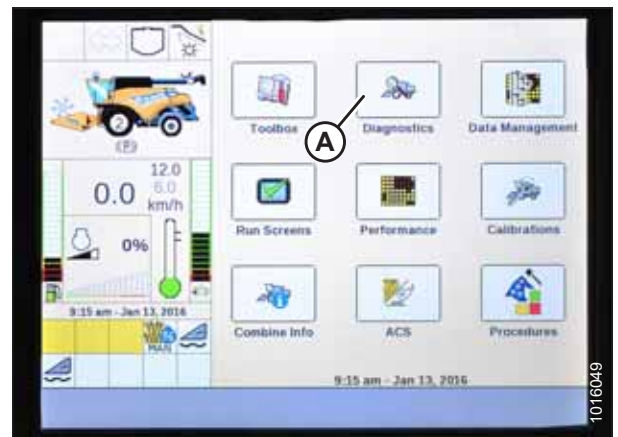 2
(P)
12.0
6.0
0.0
km/h
0%
9:15 am - Jan 13, 2016
MAN
Toolbox
Diagnostics
Data Management
A
Run Screens
Performance
Calibrations
Combine Info
ACS
Procedures
9:15 am - Jan 13, 2016
1016049